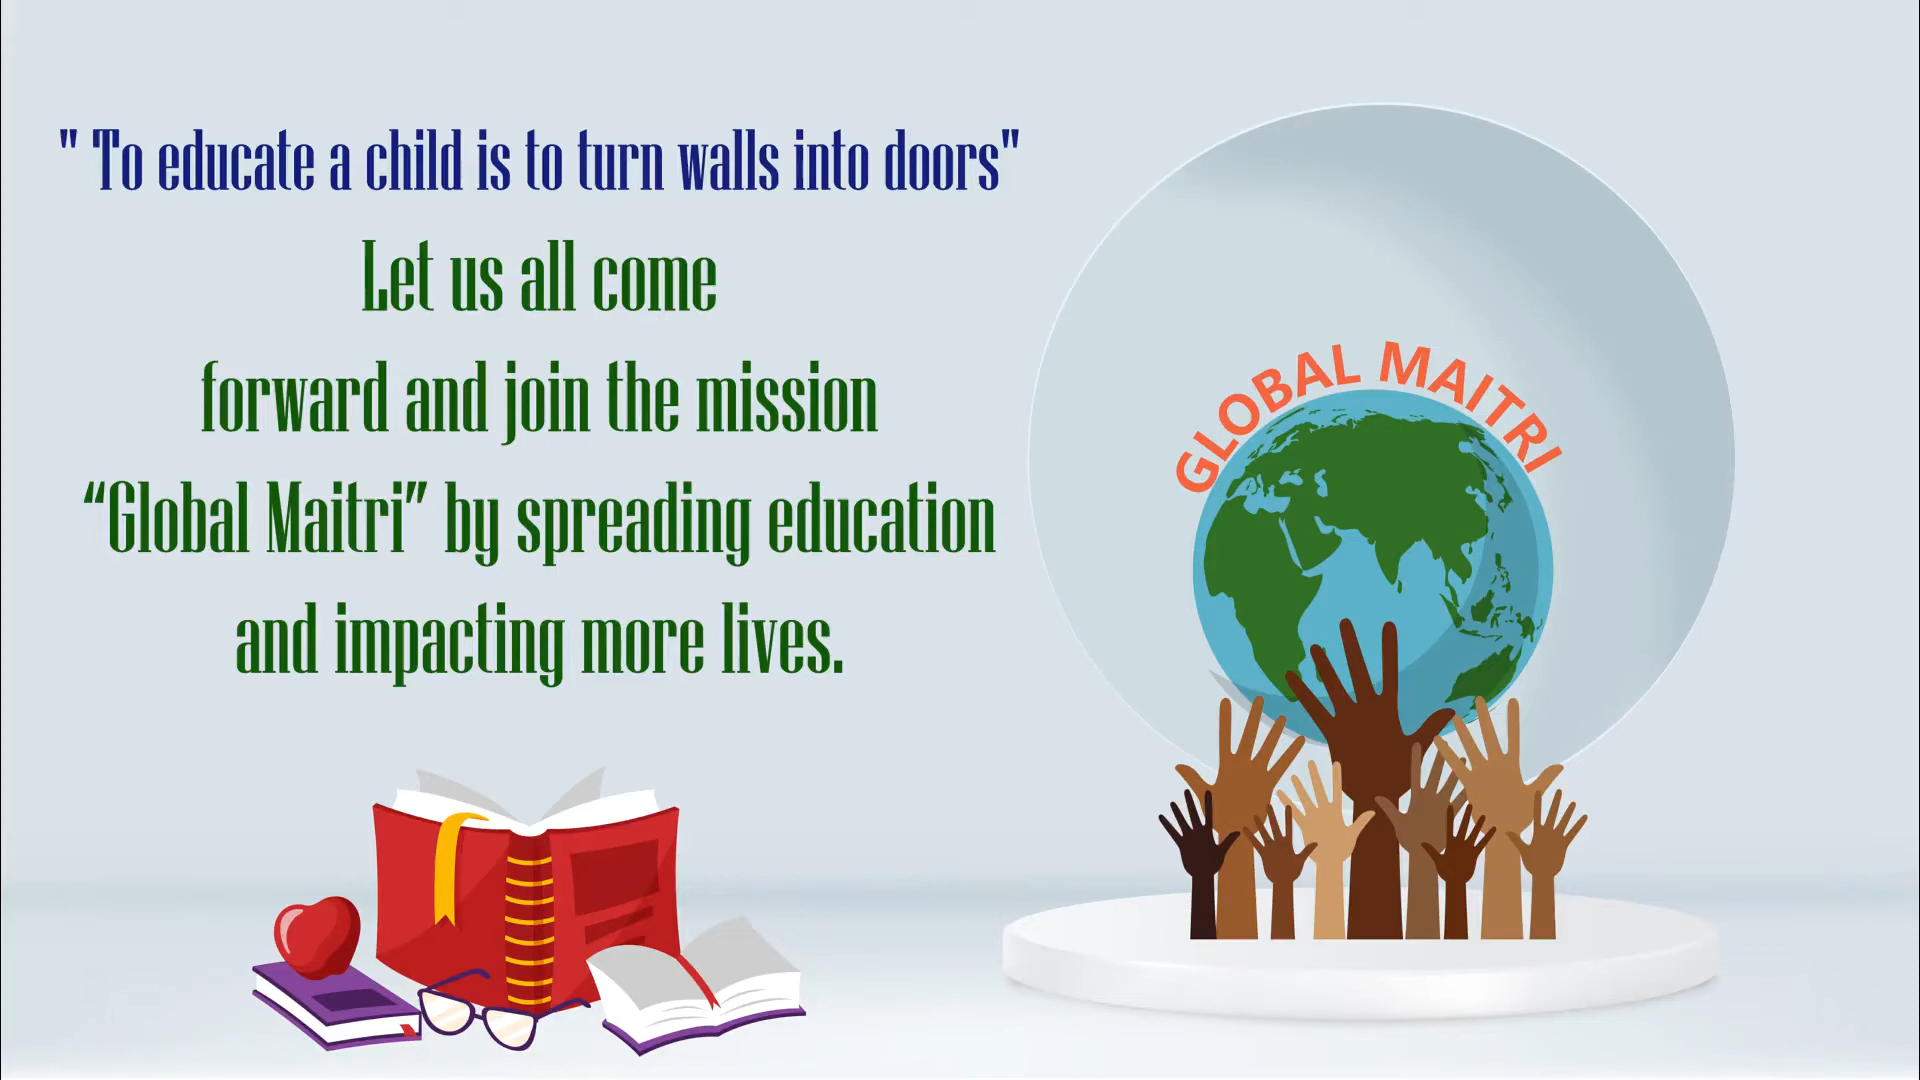 " To educate a child is to turn walls into doors"
Let us all come
forward and join the mission
“Global Maitri” by spreading education
and impacting more lives.
GLOBAL MAITRI